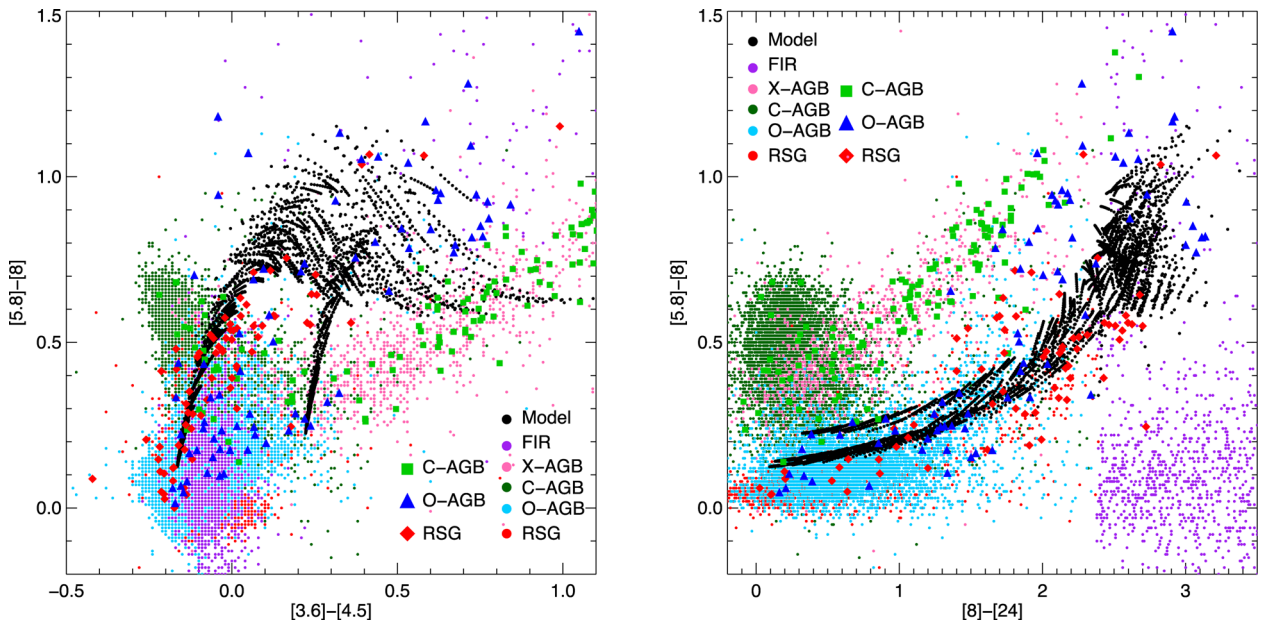 1.5
1.0
0.5
0.0
[5.8]−[8]
−0.5
0.0
0.5
1.0
[3.6]−[4.5]
Model
FIR
C−AGB X−AGB
C−AGB
O−AGB O−AGB
RSG RSG
1.5
1.0
0.5
0.0
[5.8]−[8]
0
1
2
3
[8]−[24]
Model
FIR
X−AGB C−AGB
C−AGB
O−AGB O−AGB
RSG RSG